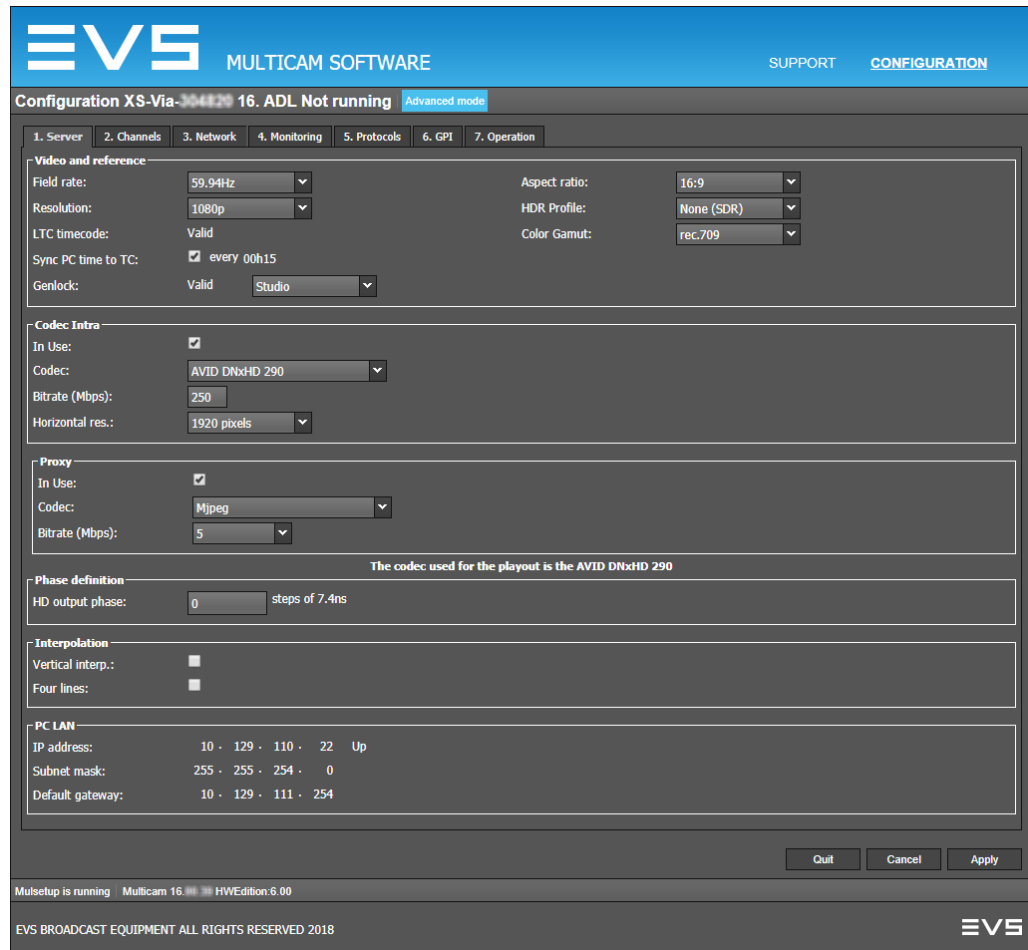 EVS MULTICAM SOFTWARE SUPPORT CONFIGURATION
Configuration XS-Via- 16. ADL Not running Advanced mode
1. Server 2. Channels 3. Network 4. Monitoring 5. Protocols 6. GPI 7. Operation
Video and reference
Field rate: 59.94Hz Aspect ratio: 16:9
Resolution: 1080p HDR Profile: None (SDR)
LTC timecode: Valid Color Gamut: rec.709
Sync PC time to TC: every 00h15
Genlock: Valid Studio
Codec Intra
In Use:
Codec: AVID DNxHD 290
Bitrate (Mbps): 250
Horizontal res.: 1920 pixels
Proxy
In Use:
Codec: Mjpeg
Bitrate (Mbps): 5
The codec used for the playout is the AVID DNxHD 290
Phase definition
HD output phase: 0 steps of 7.4ns
Interpolation
Vertical interp.:
Four lines:
PC LAN
IP address: 10 . 129 . 110 . 22 Up
Subnet mask: 255 . 255 . 254 . 0
Default gateway: 10 . 129 . 111 . 254
Quit Cancel Apply
Mulsetup is running Multicam 16. HWEdition:6.00
EVS BROADCAST EQUIPMENT ALL RIGHTS RESERVED 2018 EVS